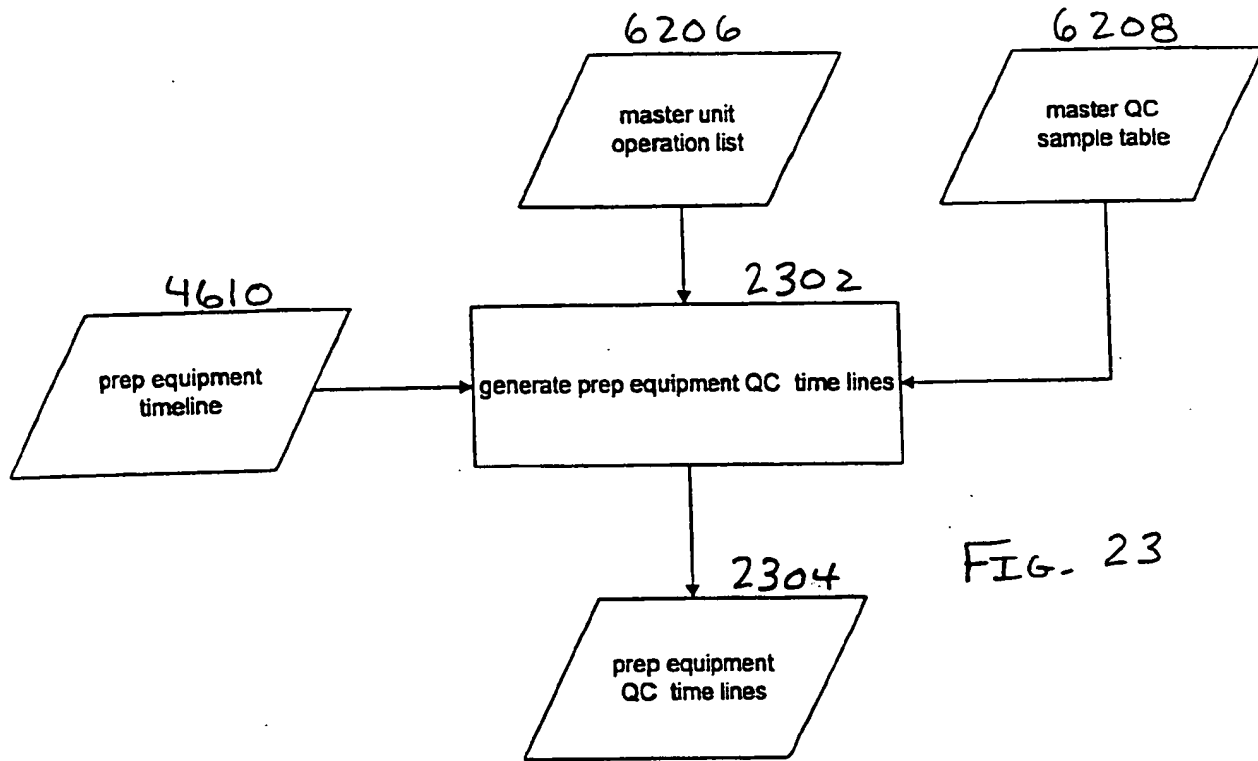 6206
6208
master unit
operation list
master QC
sample table
4610
2302
prep equipment
timeline
generate prep equipment QC time lines
2304
FIG. 23
prep equipment
QC time lines